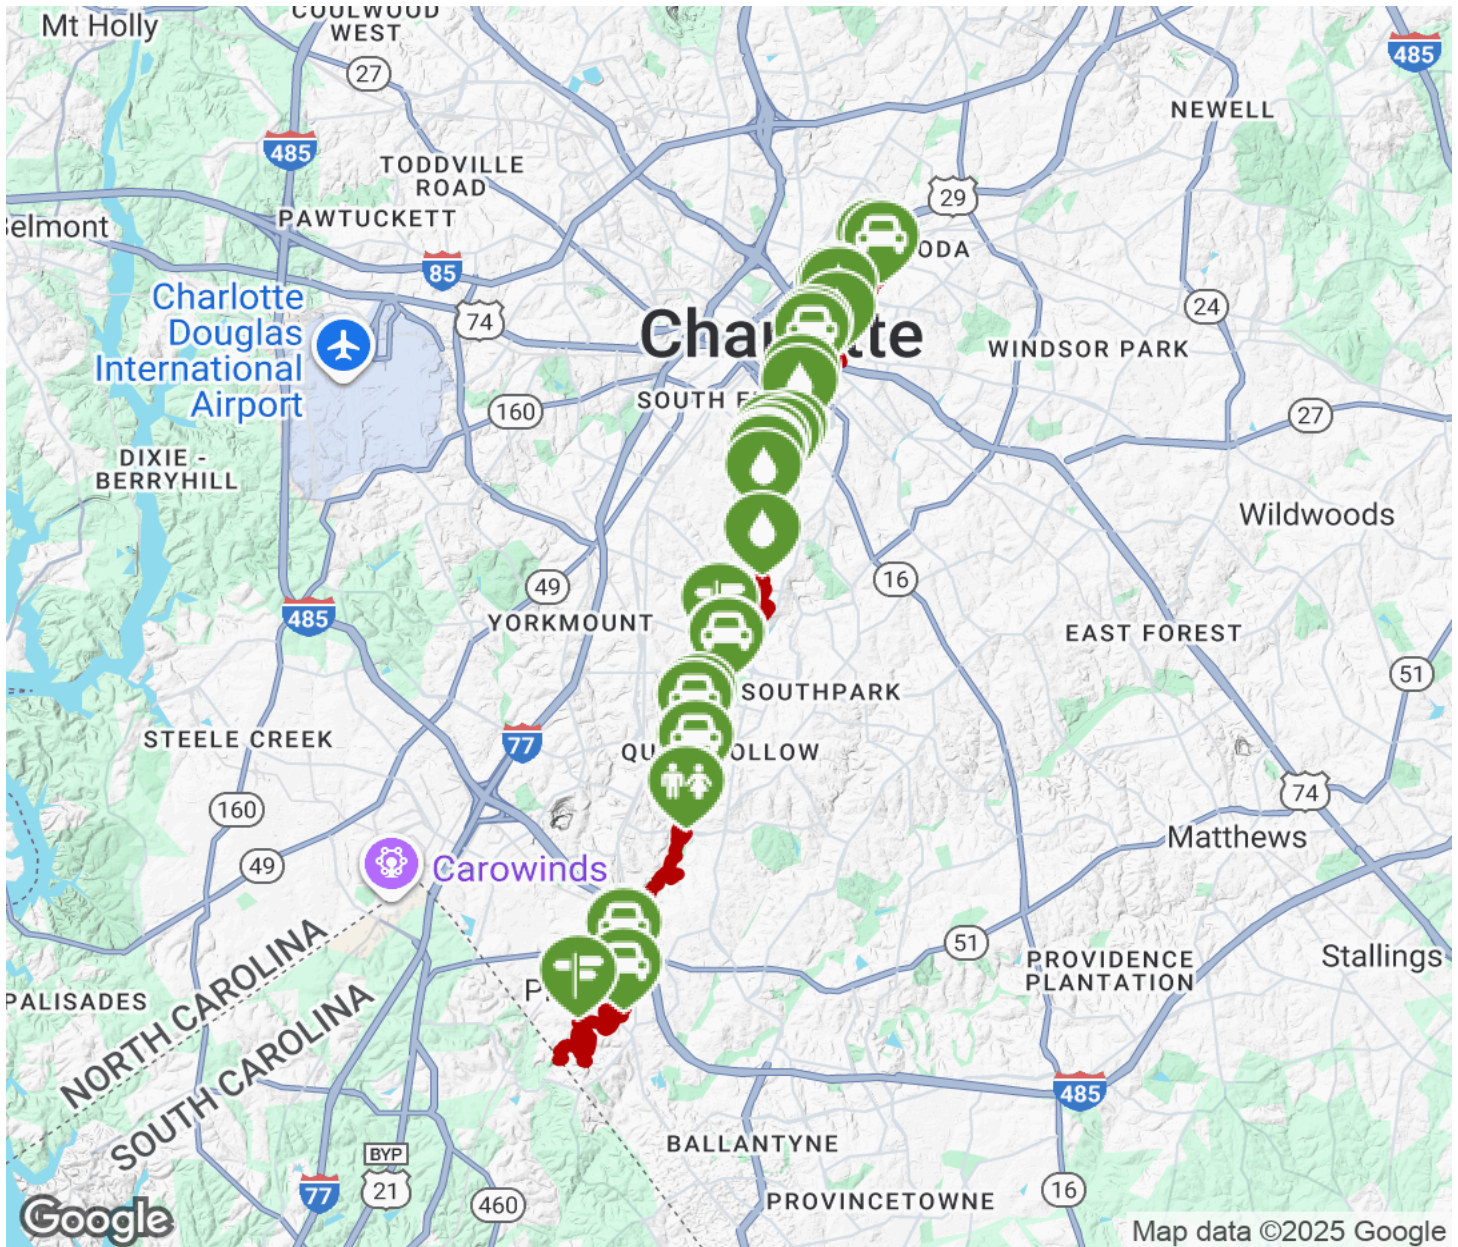 COULWOOD
WEST
Mt Holly
27
485
NEWELL
485
TODDVILLE
ROAD
29
PAWTUCKETT
elmont
ODA
85
Charlotte
Douglas
International
Airport
74
24
Cha
tte
WINDSOR PARK
160
SOUTH E
27
DIXIE -
BERRYHILL
Wildwoods
49
16
485
YORKMOUNT
EAST FOREST
51
SOUTHPARK
STEELE CREEK
77
QU
OLLOW
160
74
Matthews
49
Carowinds
NORTH CAROLINA
SOUTH CAROLINA
51
PROVIDENCE
PLANTATION
Stallings
P
PALISADES
485
BALLANTYNE
BYP
21
77
460
16
PROVINCETOWNE
Google
Map data ©2025 Google